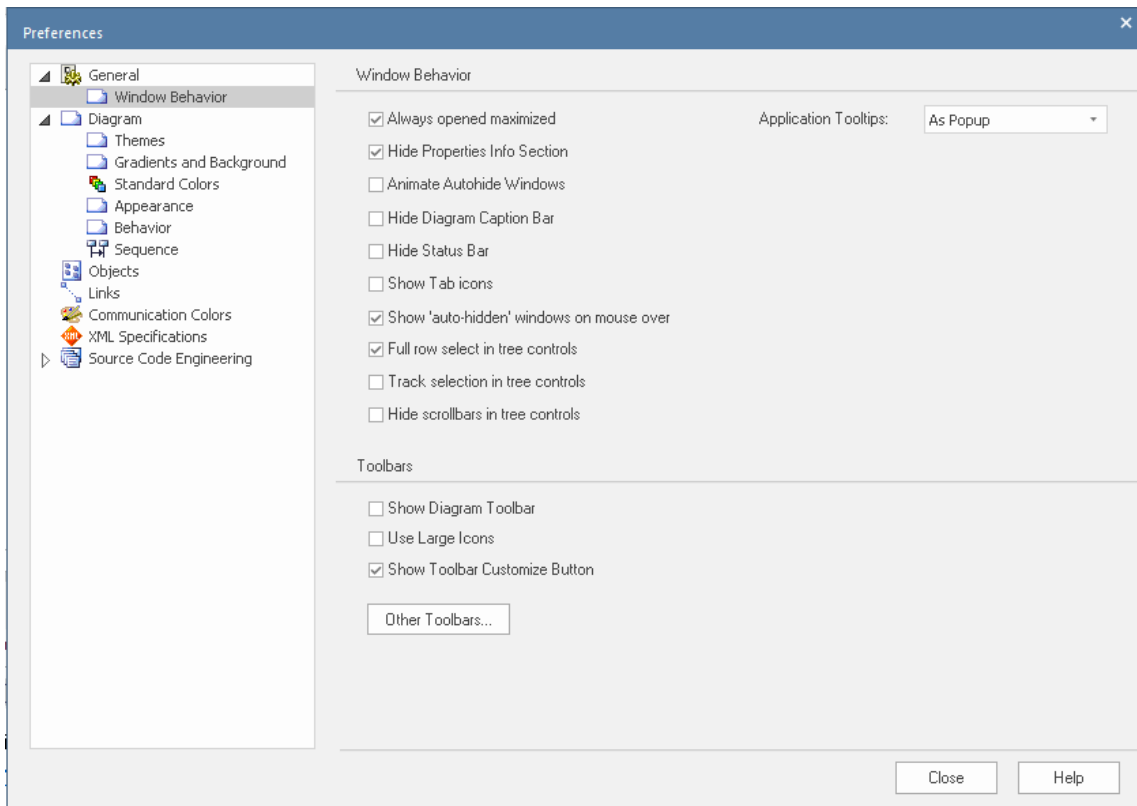 Preferences
General
Window Behavior
Diagram
Themes
Gradients and Background
Standard Colors
Appearance
Behavior
Sequence
Objects
Links
Communication Colors
XML Specifications
Source Code Engineering
Window Behavior
Always opened maximized
Application Tooltips: As Popup
Hide Properties Info Section
Animate Autohide Windows
Hide Diagram Caption Bar
Hide Status Bar
Show Tab icons
Show 'auto-hidden' windows on mouse over
Full row select in tree controls
Track selection in tree controls
Hide scrollbars in tree controls
Toolbars
Show Diagram Toolbar
Use Large Icons
Show Toolbar Customize Button
Other Toolbars...
Close Help